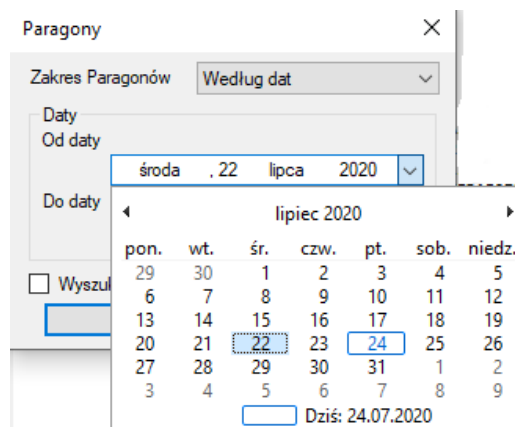 Paragony
Zakres Paragonów Według dat
Daty
Od daty
środa , 22 lipca 2020
Do daty
lipiec 2020
pon. wt. śr. czw. pt. sob. niedz.
29 30 1 2 3 4 5
6 7 8 9 10 11 12
13 14 15 16 17 18 19
20 21 22 23 24 25 26
27 28 29 30 31 1 2
3 4 5 6 7 8 9
Dziś: 24.07.2020